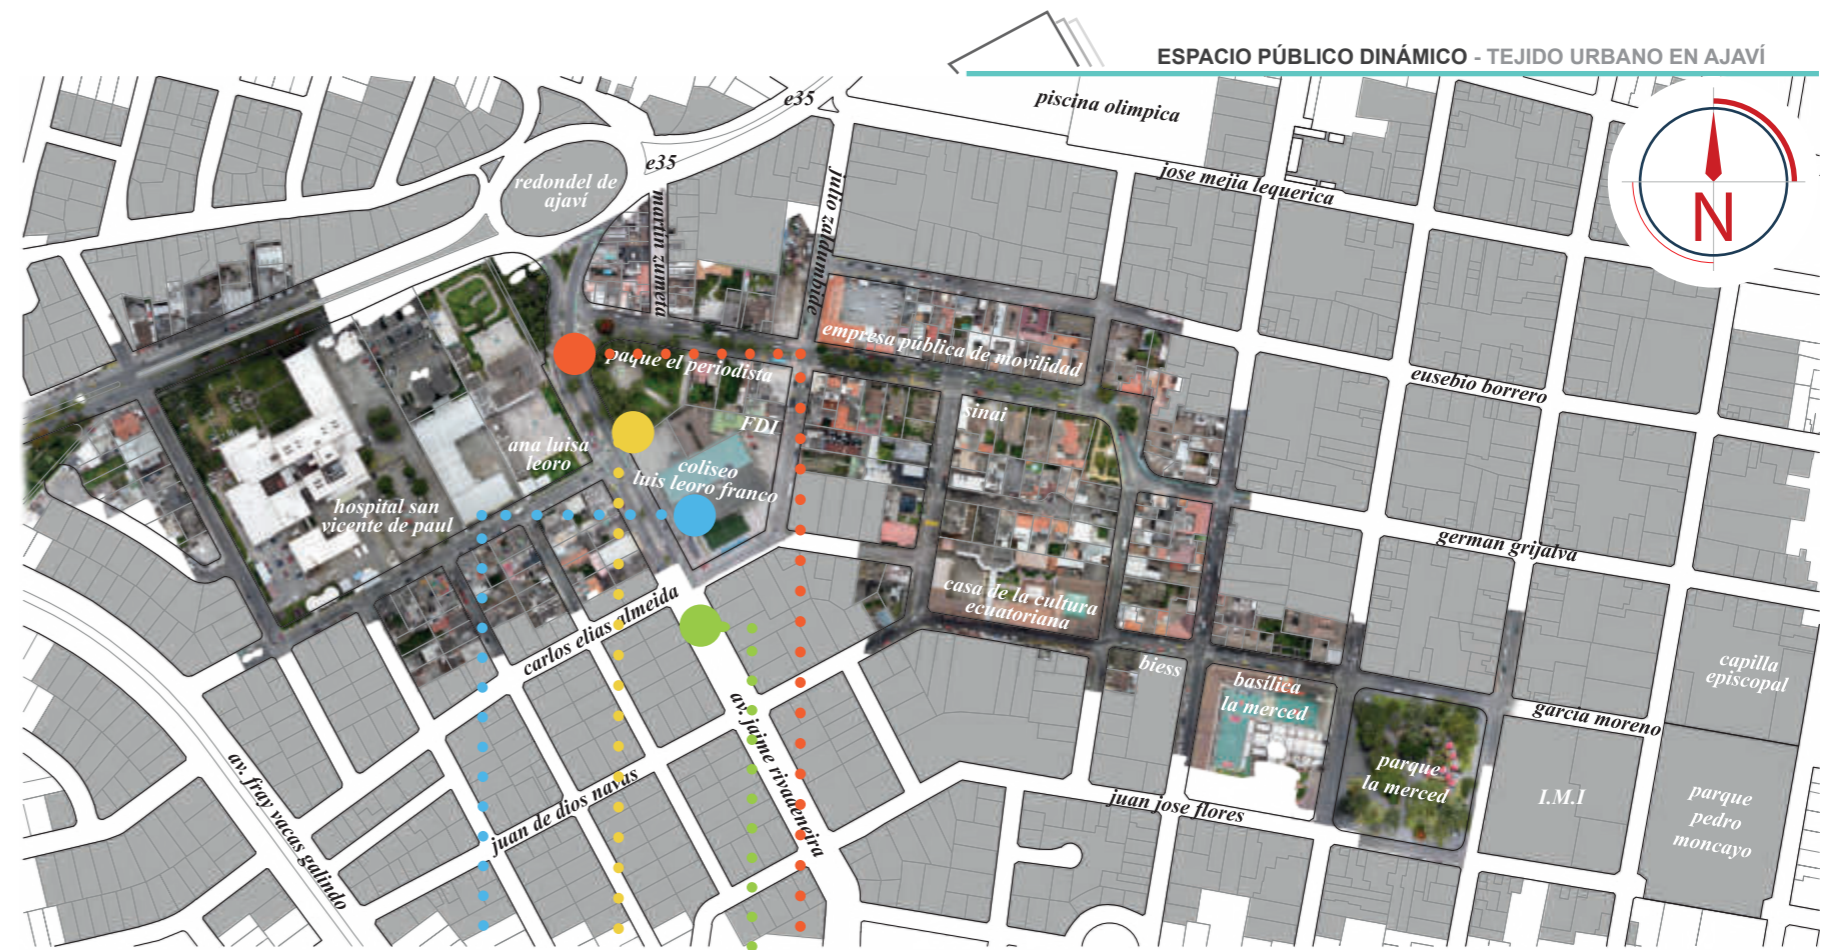 ESPACIO PÚBLICO DINÁMICO - TEJIDO URBANO EN AJAVÍ
e35
piscina olimpica
e35
redondel de
ajaví
jose mejia lequerica
N
martin zumeta
julio zaldumbide
empresa pública de movilidad
paque el periodista
eusebio borrero
sinai
FDI
ana luisa
leoro
coliseo
luis leoro franco
hospital san
vicente de paul
german grijalva
casa de la cultura
ecuatoriana
carlos elias almeida
biess
basílica
la merced
capilla
episcopal
garcia moreno
av. jaime rivadeneira
av. fray vacas galindo
juan de dios navas
parque
la merced
juan jose flores
I.M.I
parque
pedro
moncayo